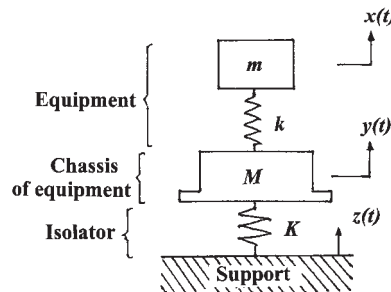 x(t)
m
Equipment
k
y(t)
Chassis
of equipment
M
Isolator
K
z(t)
Support